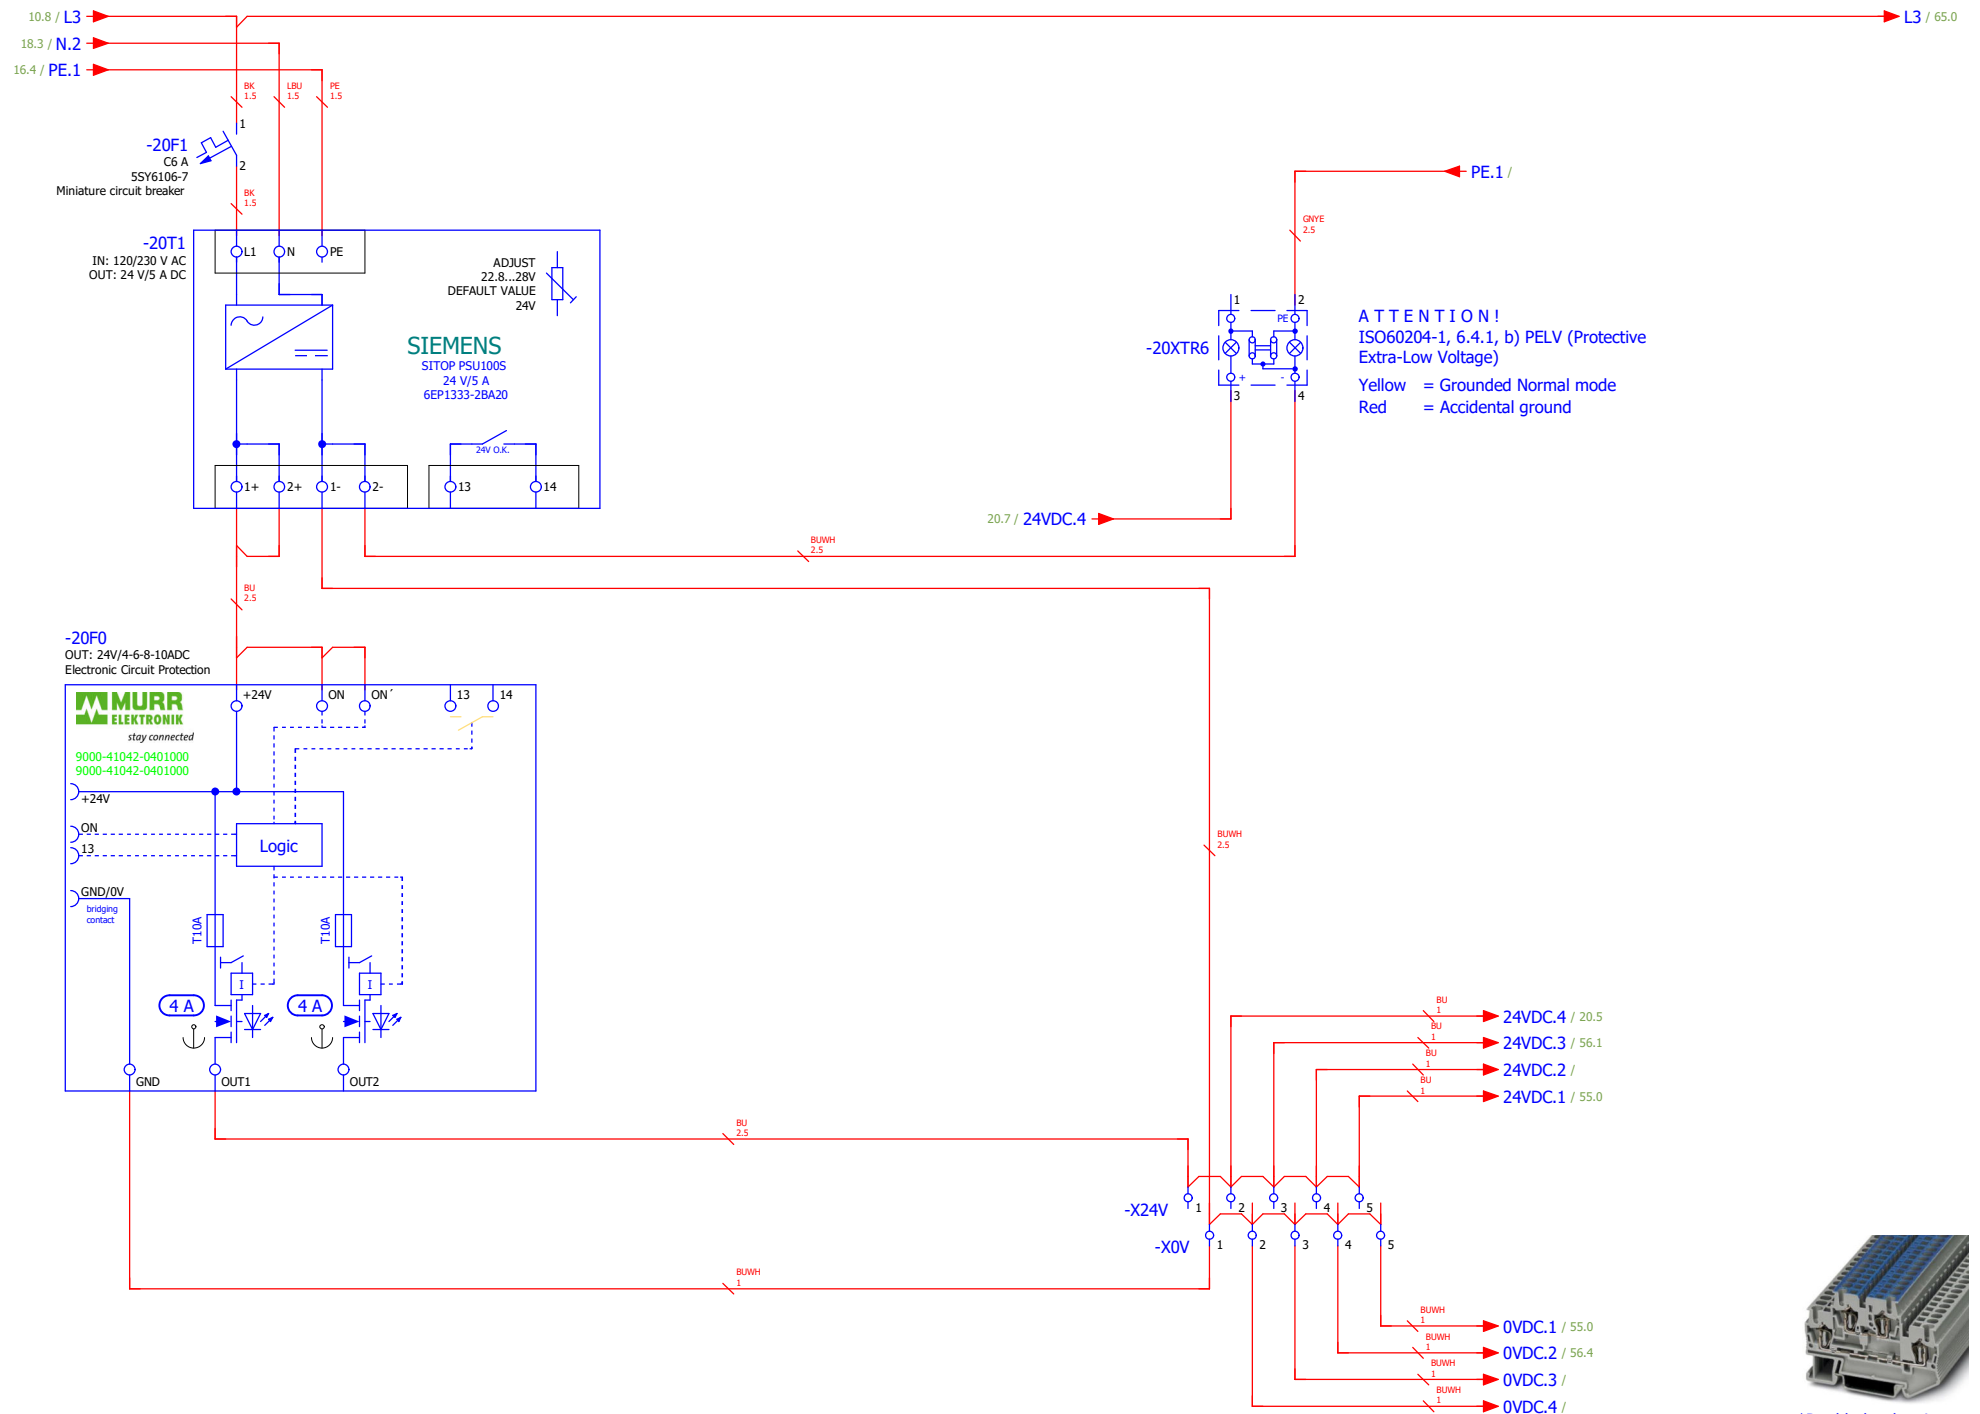 10.8 / L3
L3 / 65.0
18.3 / N.2
16.4 / PE.1
BK
1.5
LBU
1.5
PE
1.5
1
-20F1
C6 A
5SY6106-7
Miniature circuit breaker
2
BK
1.5
PE.1 /
GNYE
2.5
-20T1
IN: 120/230 V AC
OUT: 24 V/5 A DC
L1
N
PE
ADJUST
22.8...28V
DEFAULT VALUE
24V
SIEMENS
SITOP PSU100S
24 V/5 A
6EP1333-2BA20
24V O.K.
1+
2+
1-
2-
13
14
1
2
PE
-20XTR6
+
-
3
4
A T T E N T I O N !
ISO60204-1, 6.4.1, b) PELV (Protective
Extra-Low Voltage)
Yellow = Grounded Normal mode
Red = Accidental ground
20.7 / 24VDC.4
BUWH
2.5
BU
2.5
-20F0
OUT: 24V/4-6-8-10ADC
Electronic Circuit Protection
MURR
ELEKTRONIK
stay connected
9000-41042-0401000
9000-41042-0401000
+24V
ON
ON´
13
14
+24V
ON
13
Logic
GND/0V
bridging
contact
T10A
T10A
I
I
4 A
4 A
GND
OUT1
OUT2
BUWH
2.5
BU
1
24VDC.4 / 20.5
BU
1
24VDC.3 / 56.1
BU
1
24VDC.2 /
BU
1
24VDC.1 / 55.0
BU
2.5
-X24V
1
2
3
4
5
-X0V
1
2
3
4
5
BUWH
1
BUWH
1
0VDC.1 / 55.0
BUWH
1
0VDC.2 / 56.4
BUWH
1
0VDC.3 /
BUWH
1
0VDC.4 /